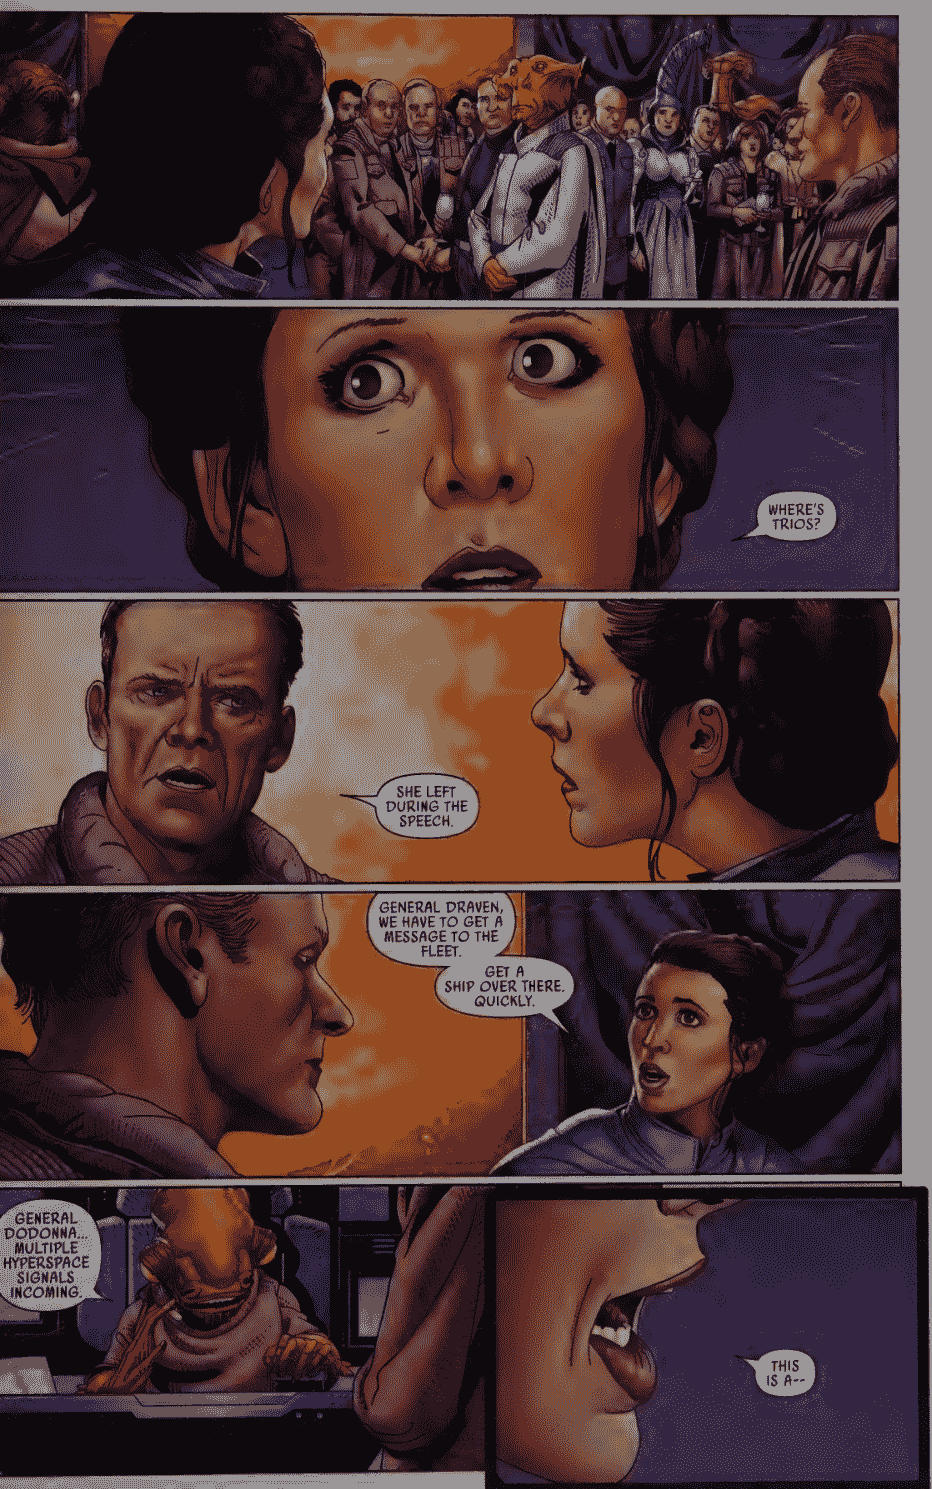 WHERE'S
TRIOS?
SHE LEFT
DURING THE
SPEECH.
GENERAL DRAVEN,
WE HAVE TO GET A
MESSAGE TO THE
FLEET.
GET A
SHIP OVER THERE.
QUICKLY.
GENERAL
DODONNA...
MULTIPLE
HYPERSPACE
SIGNALS
INCOMING.
THIS
IS A--